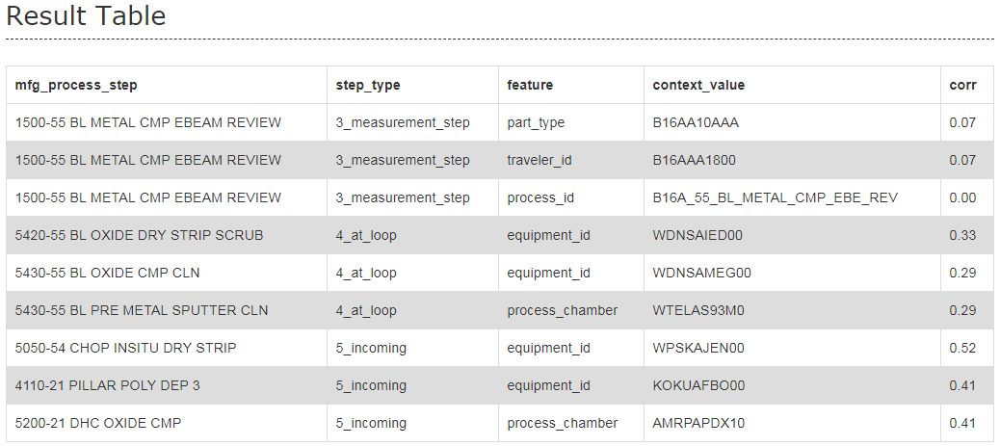 Result Table
mfg_process_step step_type feature context_value corr
1500-55 BL METAL CMP EBEAM REVIEW 3_measurement_step part_type B16AA10AAA 0.07
1500-55 BL METAL CMP EBEAM REVIEW 3_measurement_step traveler_id B16AAA1800 0.07
1500-55 BL METAL CMP EBEAM REVIEW 3_measurement_step process_id B16A_55_BL_METAL_CMP_EBE_REV 0.00
5420-55 BL OXIDE DRY STRIP SCRUB 4_at_loop equipment_id WDNSAIED00 0.33
5430-55 BL OXIDE CMP CLN 4_at_loop equipment_id WDNSAMEG00 0.29
5430-55 BL PRE METAL SPUTTER CLN 4_at_loop process_chamber WTELAS93M0 0.29
5050-54 CHOP INSITU DRY STRIP 5_incoming equipment_id WPSKAJEN00 0.52
4110-21 PILLAR POLY DEP 3 5_incoming equipment_id KOKUAFBO00 0.41
5200-21 DHC OXIDE CMP 5_incoming process_chamber AMRPAPDX10 0.41